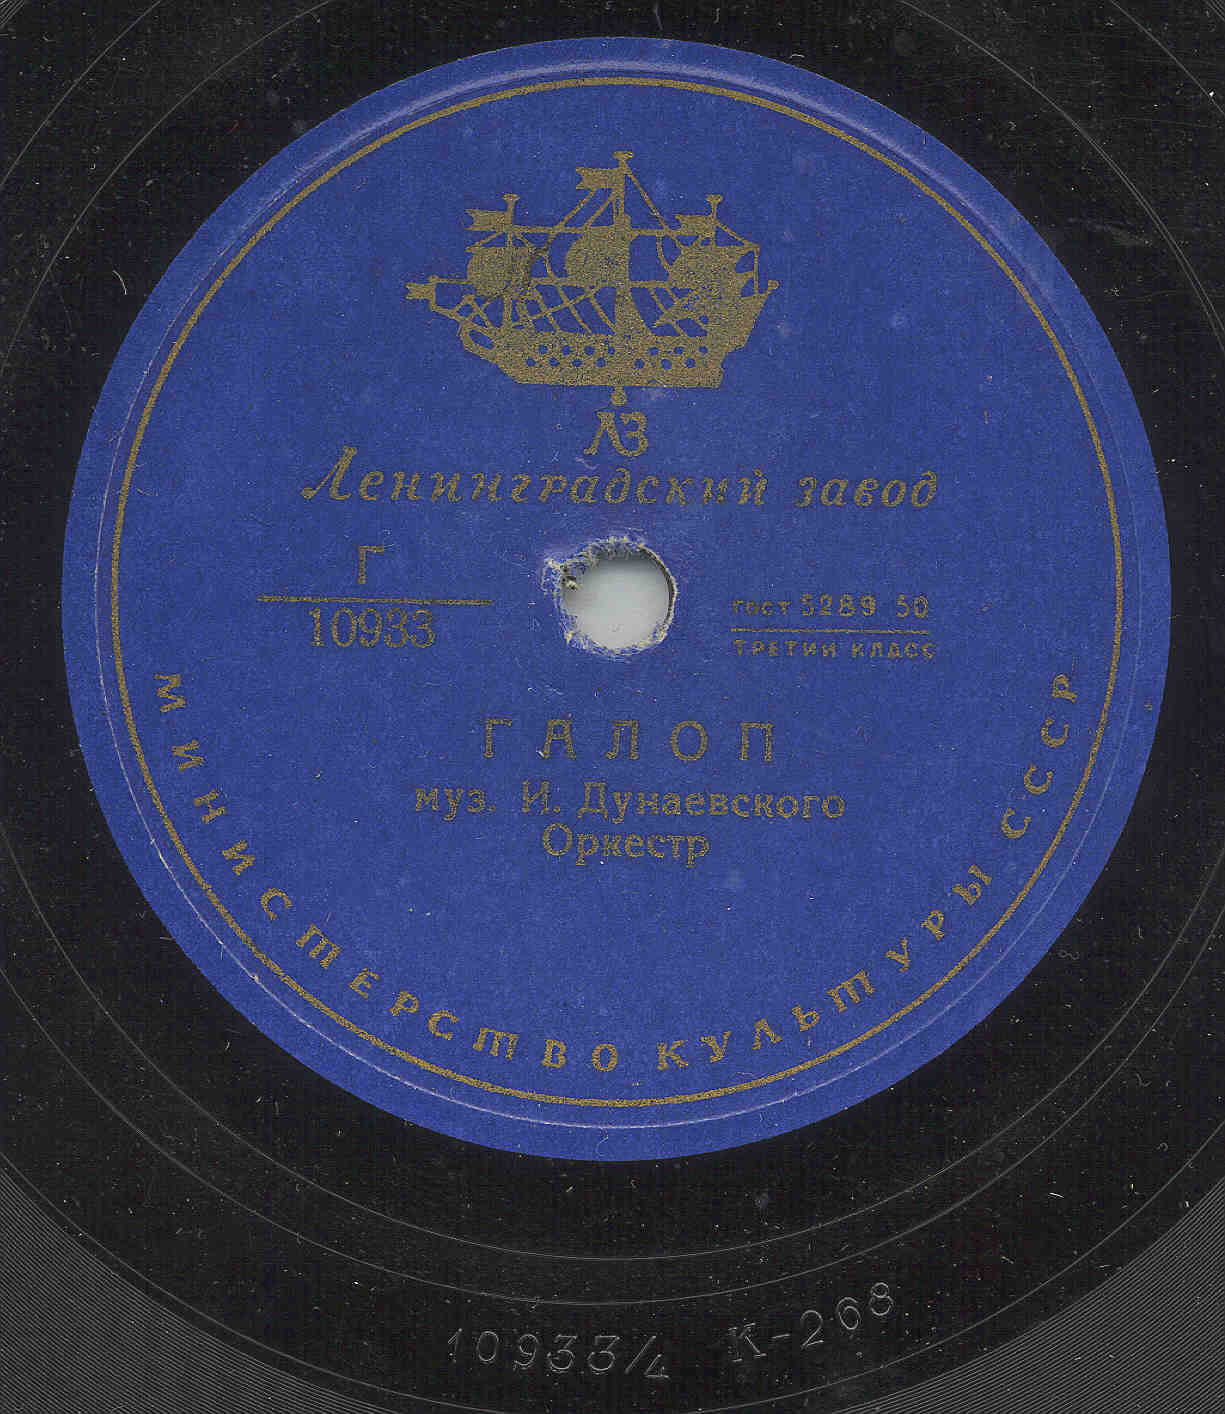 ЛЗ
Ленинградский завод
Г
10933
гост 5289 50
ТРЕТИЙ КЛАСС
ГАЛОП
муз. И. Дунаевского
Оркестр
МИНИСТЕРСТВО КУЛЬТУРЫ СССР
10933/4 К-268